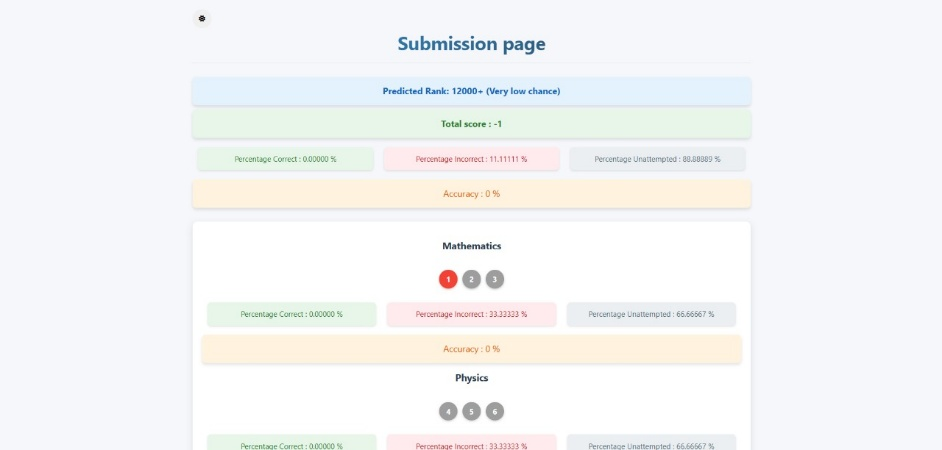 Submission page
Predicted Rank: 12000+ (Very low chance)
Total score : -1
Percentage Correct : 0.00000 % Percentage Incorrect : 11.11111 % Percentage Unattempted : 88.88889 %
Accuracy : 0 %
Mathematics
1 2 3
Percentage Correct : 0.00000 % Percentage Incorrect : 33.33333 % Percentage Unattempted : 66.66667 %
Accuracy : 0 %
Physics
4 5 6
Percentage Correct : 0.00000 % Percentage Incorrect : 33.33333 % Percentage Unattempted : 66.66667 %